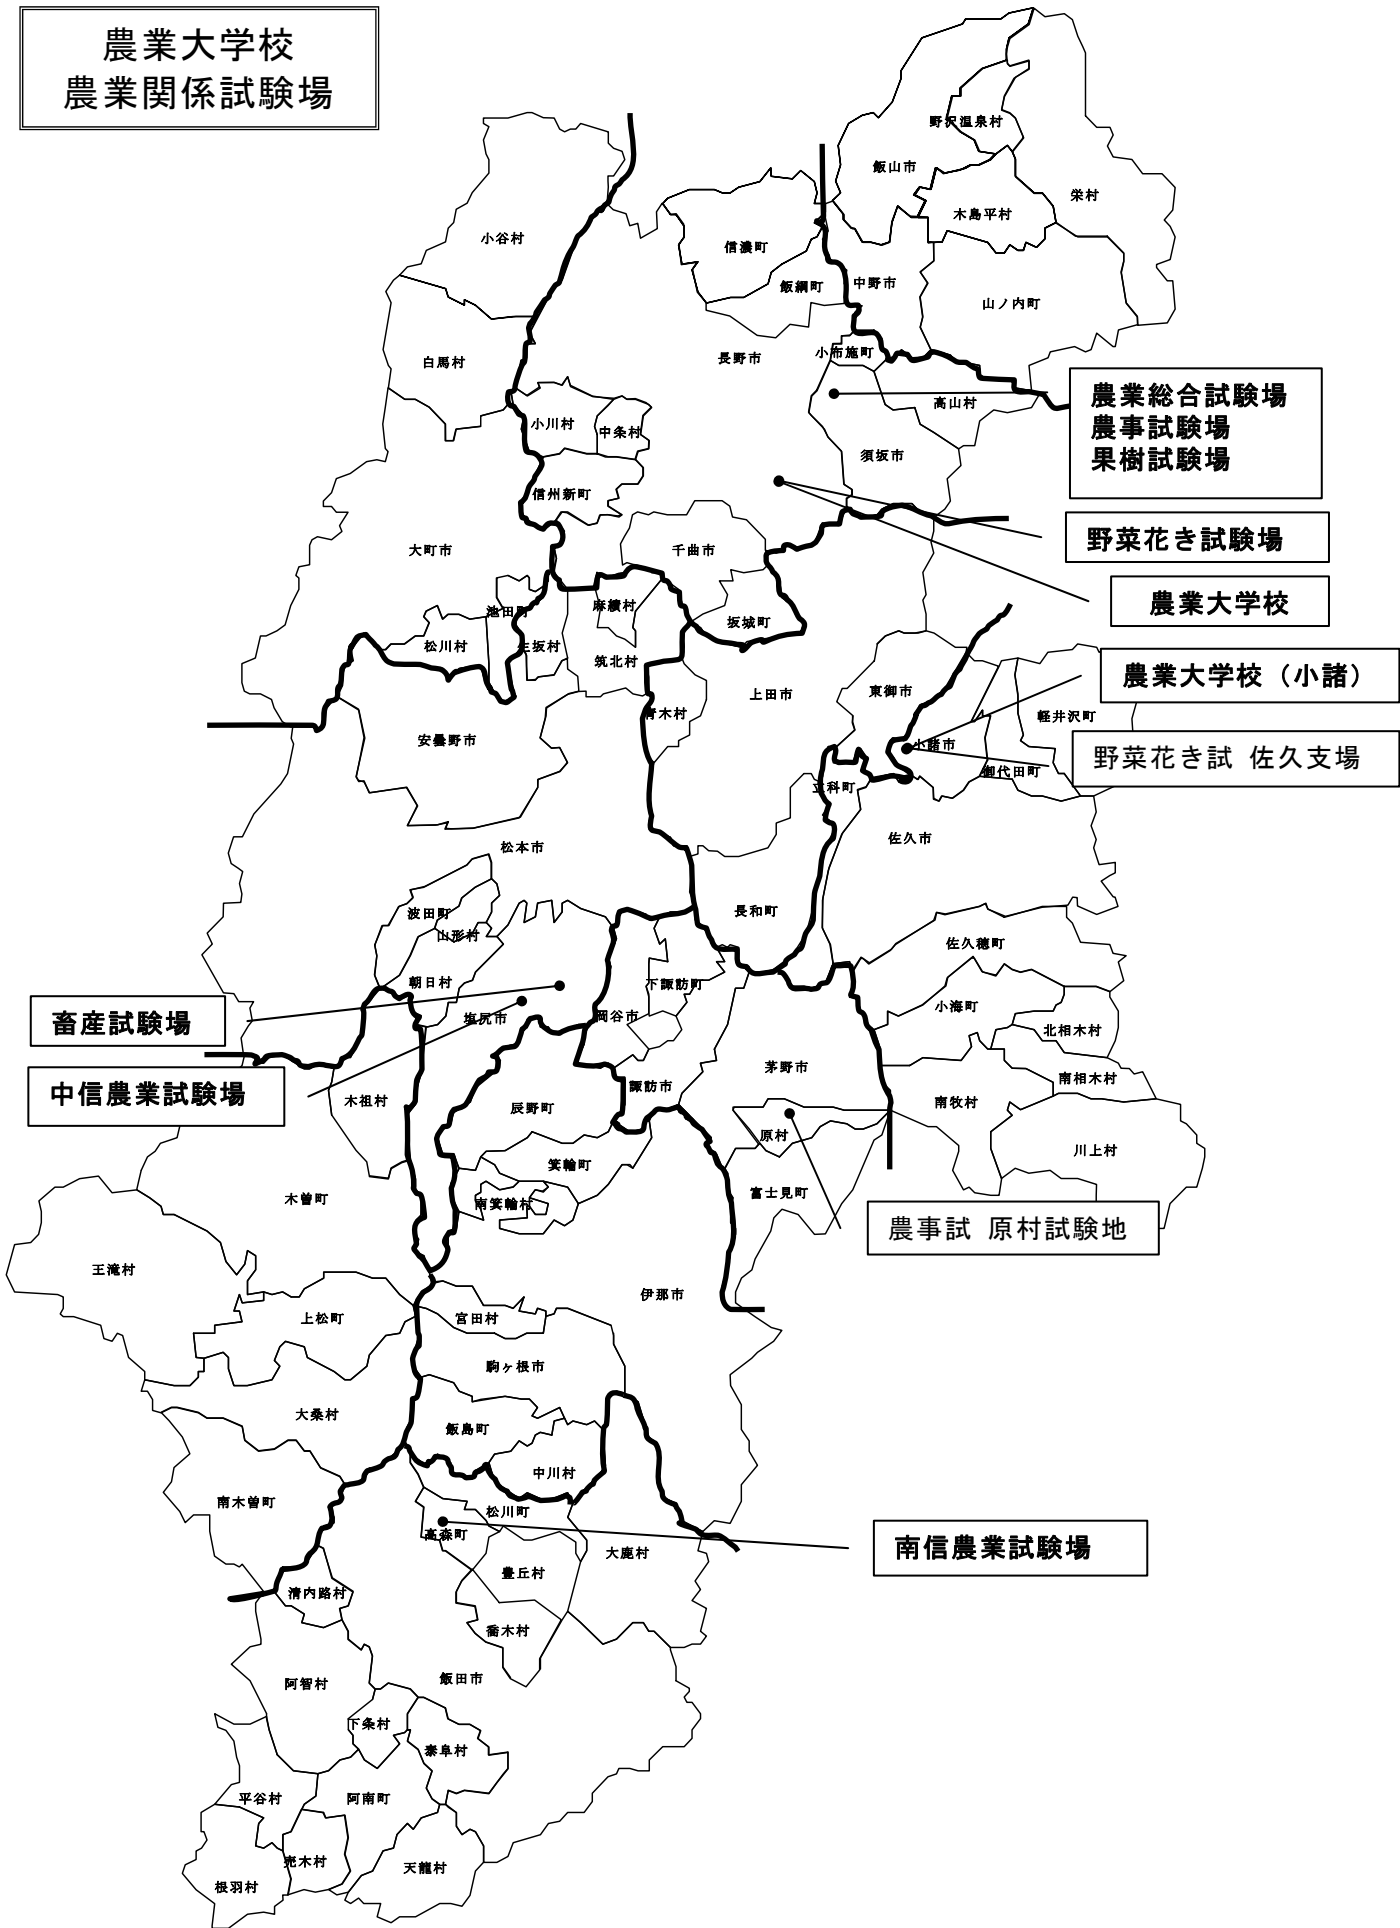 農業大学校
農業関係試験場
野沢温泉村
飯山市
栄村
木島平村
小谷村
信濃町
飯綱町
中野市
山ノ内町
白馬村
長野市
小布施町
高山村
農業総合試験場
農事試験場
果樹試験場
小川村
中条村
須坂市
信州新町
野菜花き試験場
大町市
千曲市
農業大学校
池田町
麻績村
坂城町
松川村
生坂村
筑北村
上田市
東御市
農業大学校（小諸）
青木村
軽井沢町
安曇野市
小諸市
野菜花き試 佐久支場
御代田町
立科町
松本市
佐久市
波田町
長和町
山形村
佐久穂町
朝日村
下諏訪町
小海町
畜産試験場
塩尻市
岡谷市
北相木村
茅野市
諏訪市
南相木村
中信農業試験場
木祖村
辰野町
南牧村
原村
川上村
箕輪町
富士見町
木曽町
南箕輪村
農事試 原村試験地
王滝村
伊那市
上松町
宮田村
駒ヶ根市
大桑村
飯島町
中川村
南木曽町
松川町
高森町
大鹿村
南信農業試験場
豊丘村
清内路村
喬木村
飯田市
阿智村
下条村
泰阜村
平谷村
阿南町
売木村
天龍村
根羽村